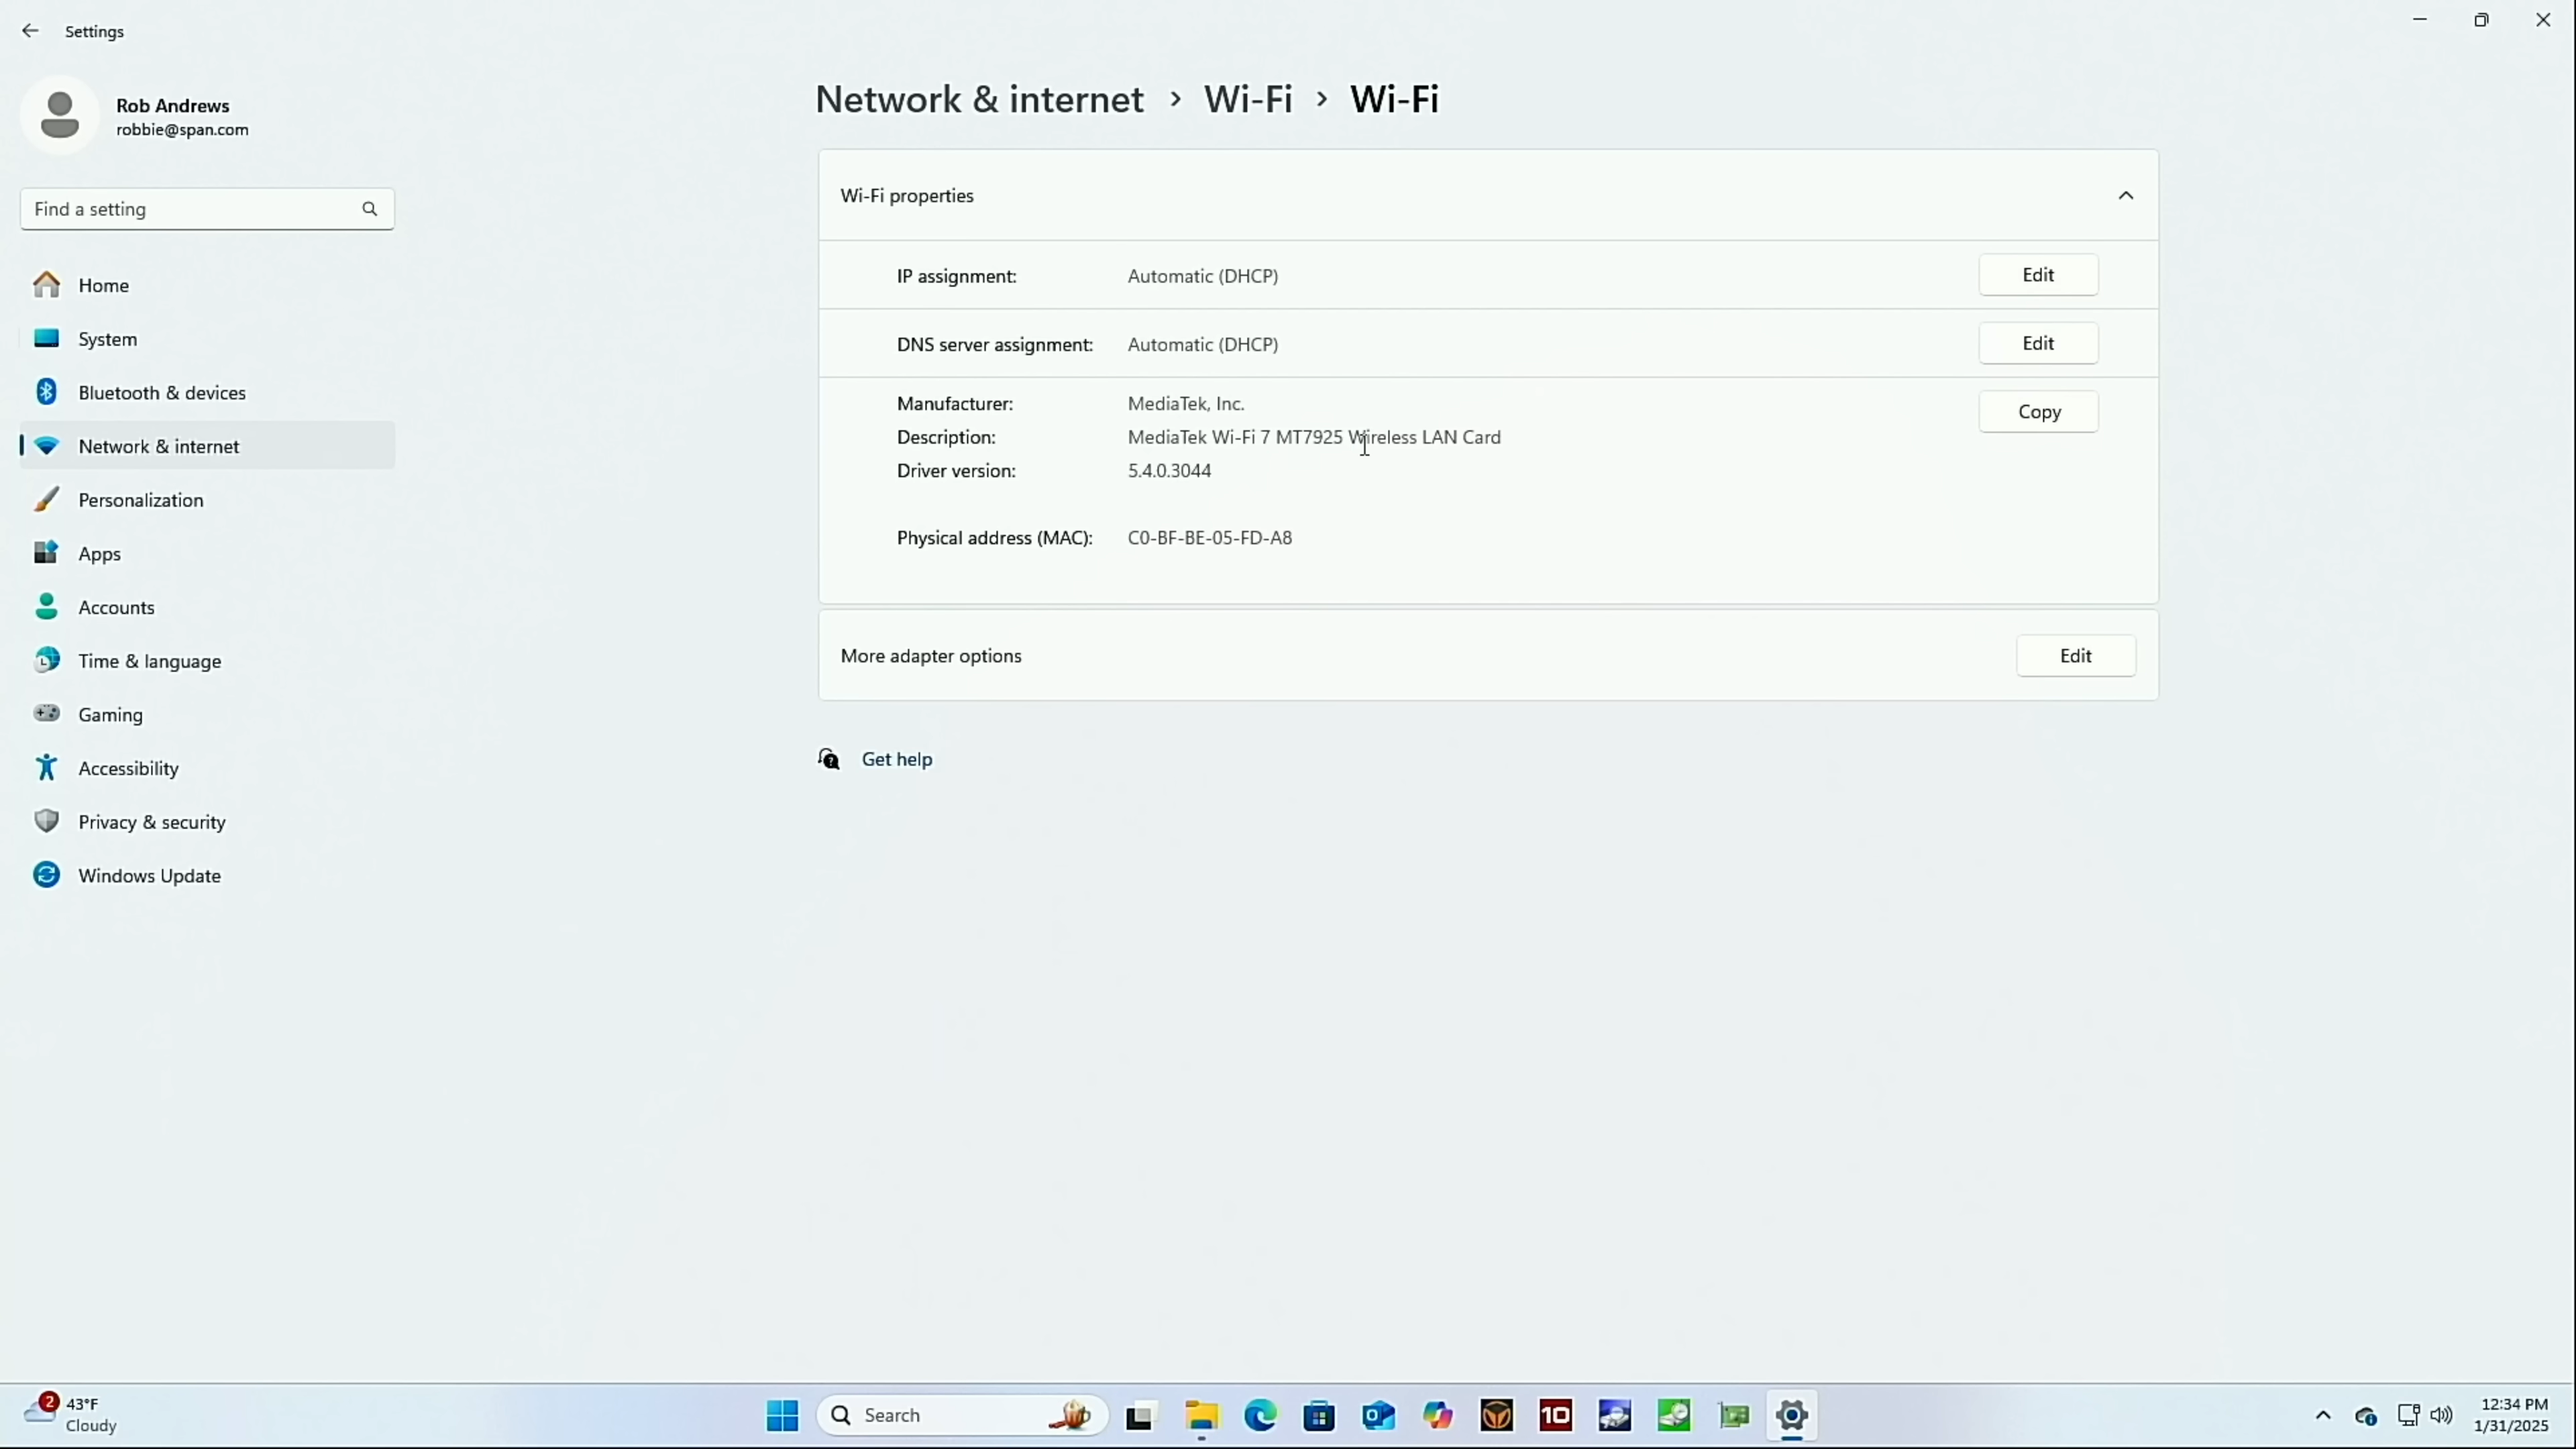 Settings
Rob Andrews
robbie@span.com
Find a setting
Home
System
Bluetooth & devices
Network & internet
Personalization
Apps
Accounts
Time & language
Gaming
Accessibility
Privacy & security
Windows Update
Network & internet › Wi-Fi › Wi-Fi
Wi-Fi properties
IP assignment: Automatic (DHCP) Edit
DNS server assignment: Automatic (DHCP) Edit
Manufacturer: MediaTek, Inc. Copy
Description: MediaTek Wi-Fi 7 MT7925 Wireless LAN Card
Driver version: 5.4.0.3044
Physical address (MAC): C0-BF-BE-05-FD-A8
More adapter options Edit
Get help
2
43°F
Cloudy
Search
10
12:34 PM
1/31/2025